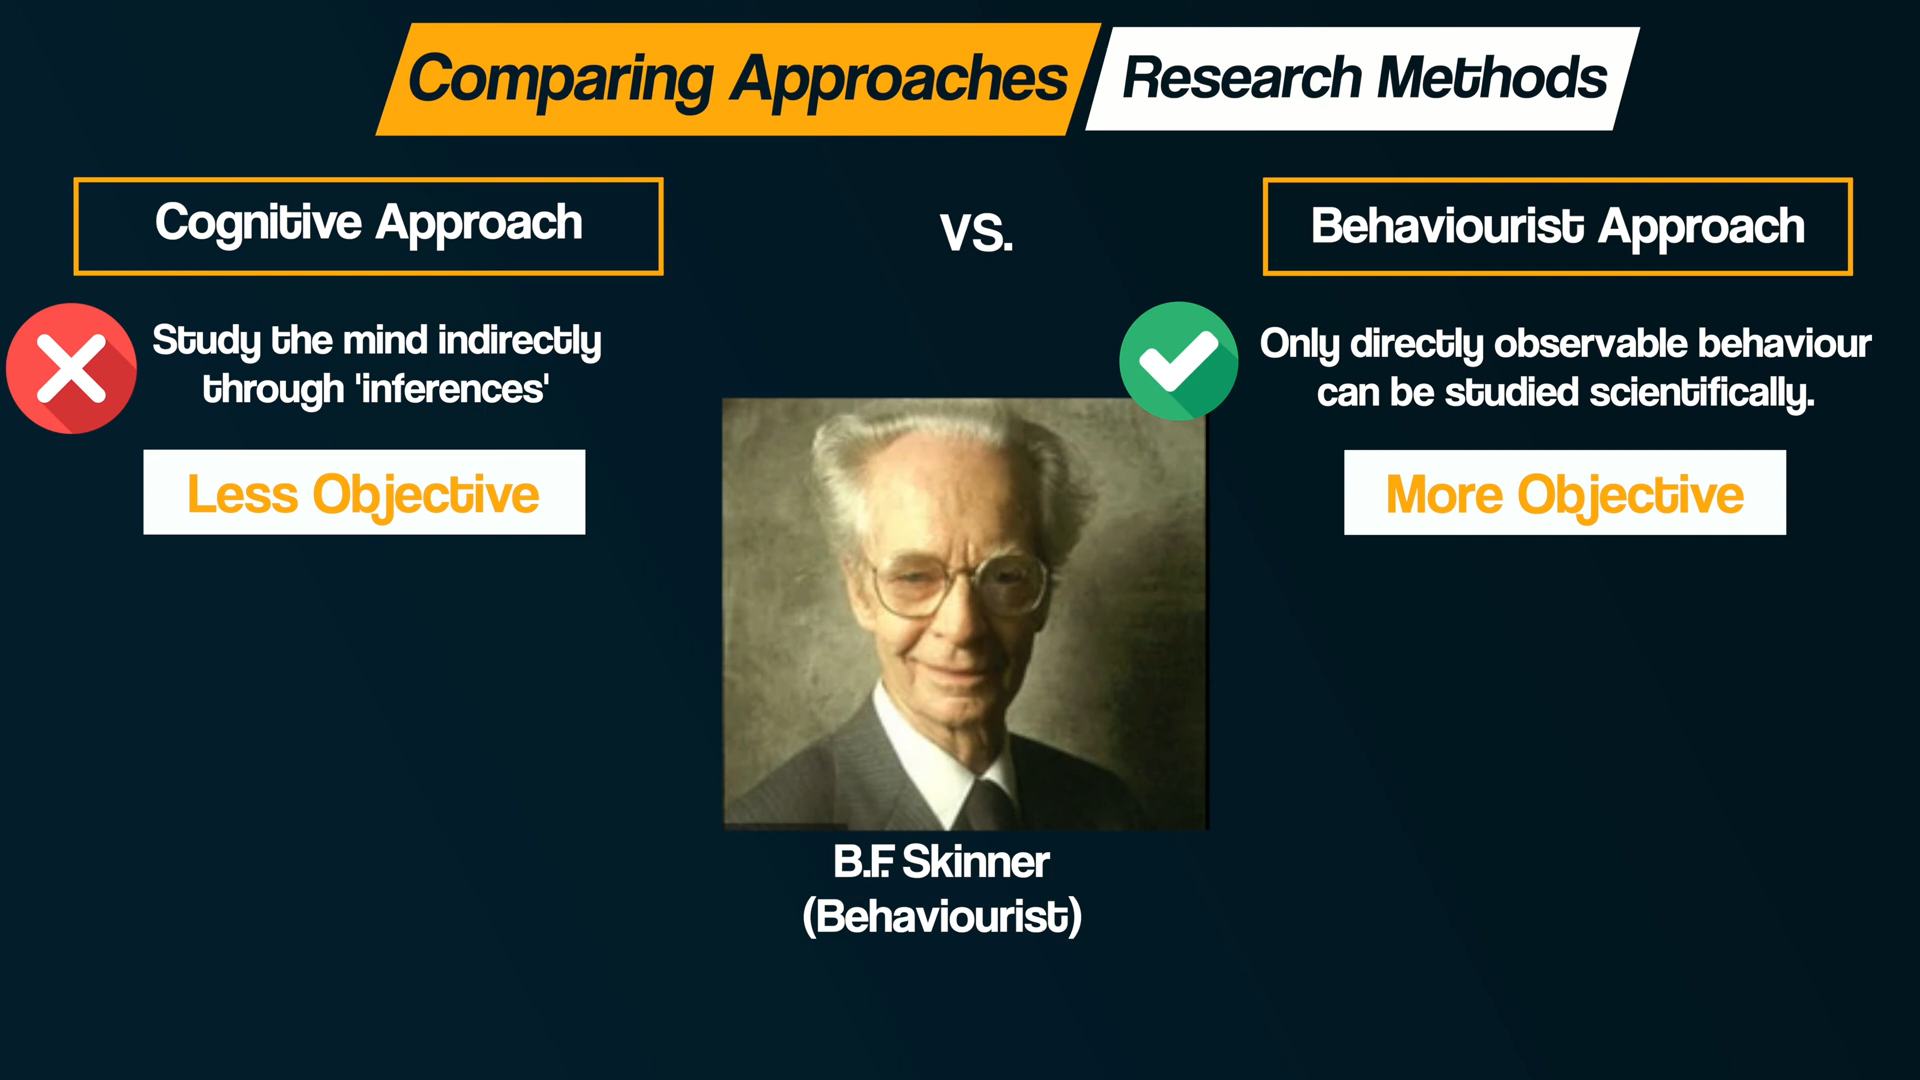 Comparing Approaches
Research Methods
Cognitive Approach
VS.
Behaviourist Approach
Study the mind indirectly
through 'inferences'
Less Objective
Only directly observable behaviour
can be studied scientifically.
More Objective
B.F. Skinner
(Behaviourist)